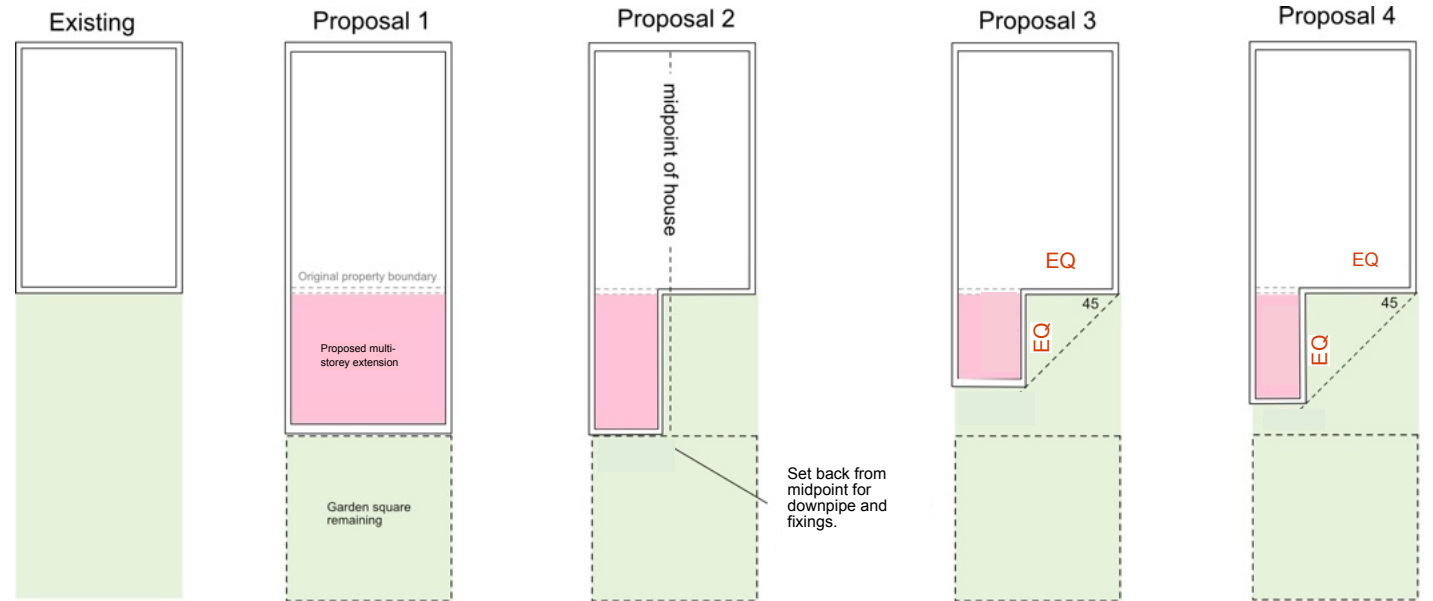 Existing
Proposal 1
Proposal 2
Proposal 3
Proposal 4
Original property boundary
Proposed multi-
storey extension
Garden square
remaining
midpoint of house
Set back from
midpoint for
downpipe and
fixings.
EQ
45
EQ
EQ
45
EQ